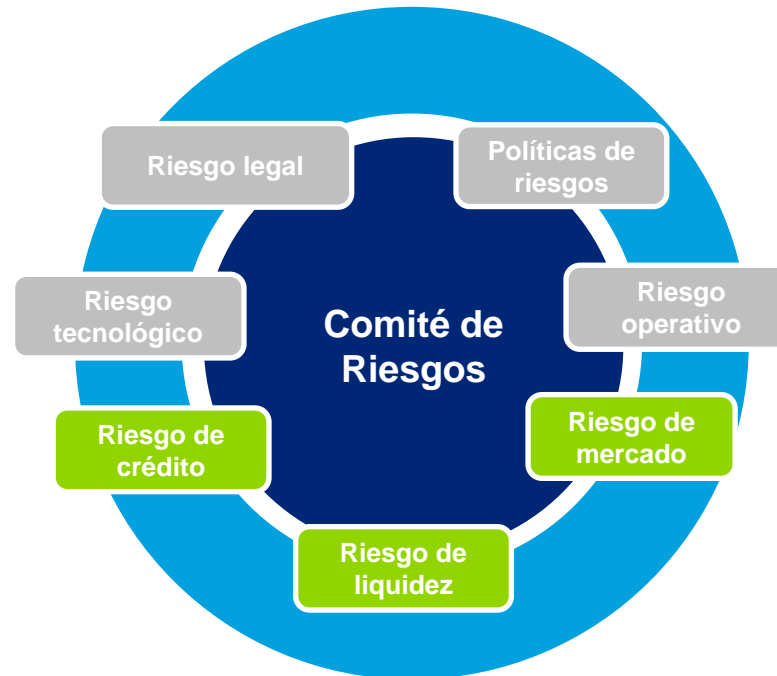 Riesgo legal
Políticas de
riesgos
Riesgo
tecnológico
Comité de
Riesgos
Riesgo
operativo
Riesgo de
crédito
Riesgo de
mercado
Riesgo de
liquidez